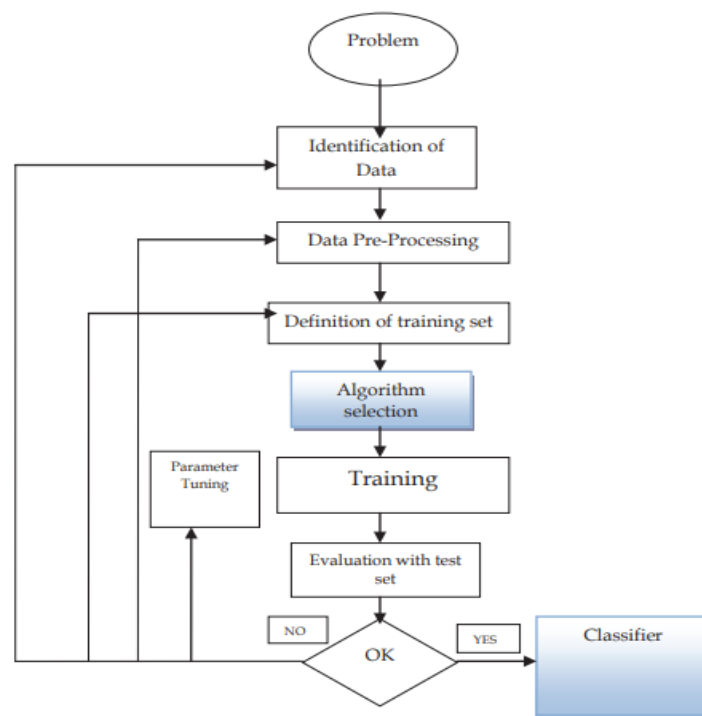 Problem
Identification of
Data
Data Pre-Processing
Definition of training set
Algorithm
selection
Parameter
Tuning
Training
Evaluation with test
set
NO
OK
YES
Classifier